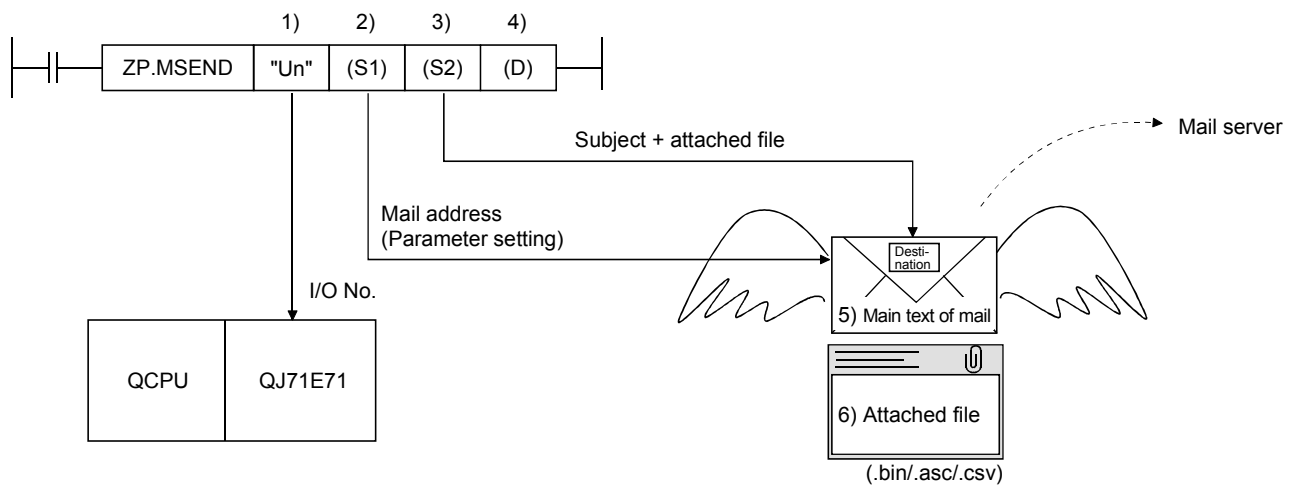 1) 2) 3) 4)
ZP.MSEND "Un" (S1) (S2) (D)
Mail server
Subject + attached file
Mail address
(Parameter setting)
Desti-
nation
I/O No.
5) Main text of mail
QCPU QJ71E71
6) Attached file
(.bin/.asc/.csv)